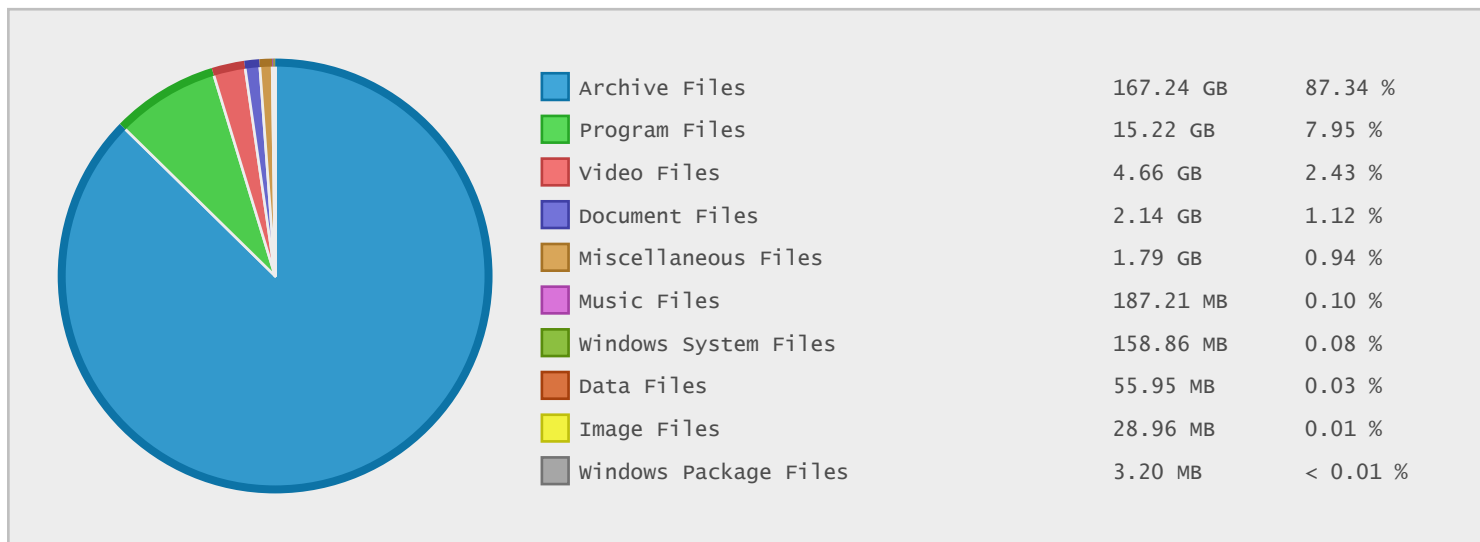 Archive Files 167.24 GB 87.34 %
Program Files 15.22 GB 7.95 %
Video Files 4.66 GB 2.43 %
Document Files 2.14 GB 1.12 %
Miscellaneous Files 1.79 GB 0.94 %
Music Files 187.21 MB 0.10 %
Windows System Files 158.86 MB 0.08 %
Data Files 55.95 MB 0.03 %
Image Files 28.96 MB 0.01 %
Windows Package Files 3.20 MB < 0.01 %